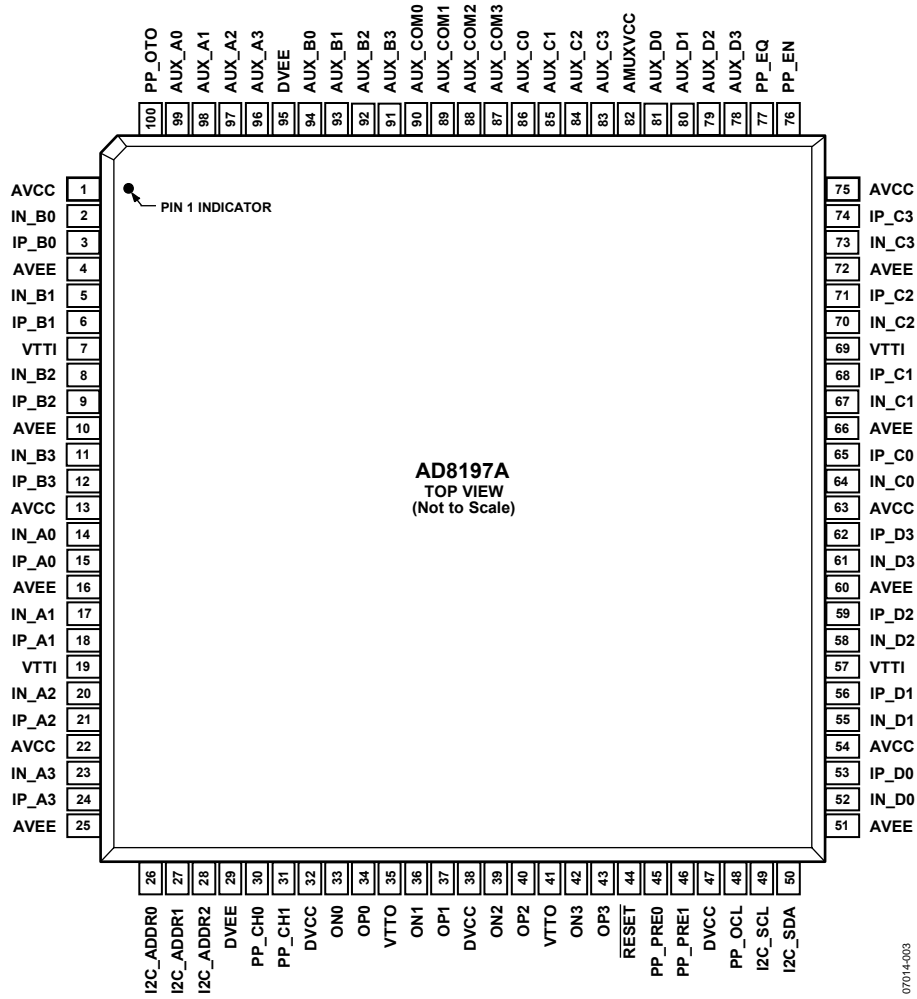 PP_OTO
AUX_A0
AUX_A1
AUX_A2
AUX_A3
DVEE
AUX_B0
AUX_B1
AUX_B2
AUX_B3
AUX_COM0
AUX_COM1
AUX_COM2
AUX_COM3
AUX_C0
AUX_C1
AUX_C2
AUX_C3
AMUXVCC
AUX_D0
AUX_D1
AUX_D2
AUX_D3
PP_EQ
PP_EN
100 99 98 97 96 95 94 93 92 91 90 89 88 87 86 85 84 83 82 81 80 79 78 77 76
AVCC 1
IN_B0 2
IP_B0 3
AVEE 4
IN_B1 5
IP_B1 6
VTTI 7
IN_B2 8
IP_B2 9
AVEE 10
IN_B3 11
IP_B3 12
AVCC 13
IN_A0 14
IP_A0 15
AVEE 16
IN_A1 17
IP_A1 18
VTTI 19
IN_A2 20
IP_A2 21
AVCC 22
IN_A3 23
IP_A3 24
AVEE 25
PIN 1 INDICATOR
AD8197A
TOP VIEW
(Not to Scale)
75 AVCC
74 IP_C3
73 IN_C3
72 AVEE
71 IP_C2
70 IN_C2
69 VTTI
68 IP_C1
67 IN_C1
66 AVEE
65 IP_C0
64 IN_C0
63 AVCC
62 IP_D3
61 IN_D3
60 AVEE
59 IP_D2
58 IN_D2
57 VTTI
56 IP_D1
55 IN_D1
54 AVCC
53 IP_D0
52 IN_D0
51 AVEE
26 27 28 29 30 31 32 33 34 35 36 37 38 39 40 41 42 43 44 45 46 47 48 49 50
I2C_ADDR0
I2C_ADDR1
I2C_ADDR2
DVEE
PP_CH0
PP_CH1
DVCC
ON0
OP0
VTTO
ON1
OP1
DVCC
ON2
OP2
VTTO
ON3
OP3
RESET
PP_PRE0
PP_PRE1
DVCC
PP_OCL
I2C_SCL
I2C_SDA
07014-003